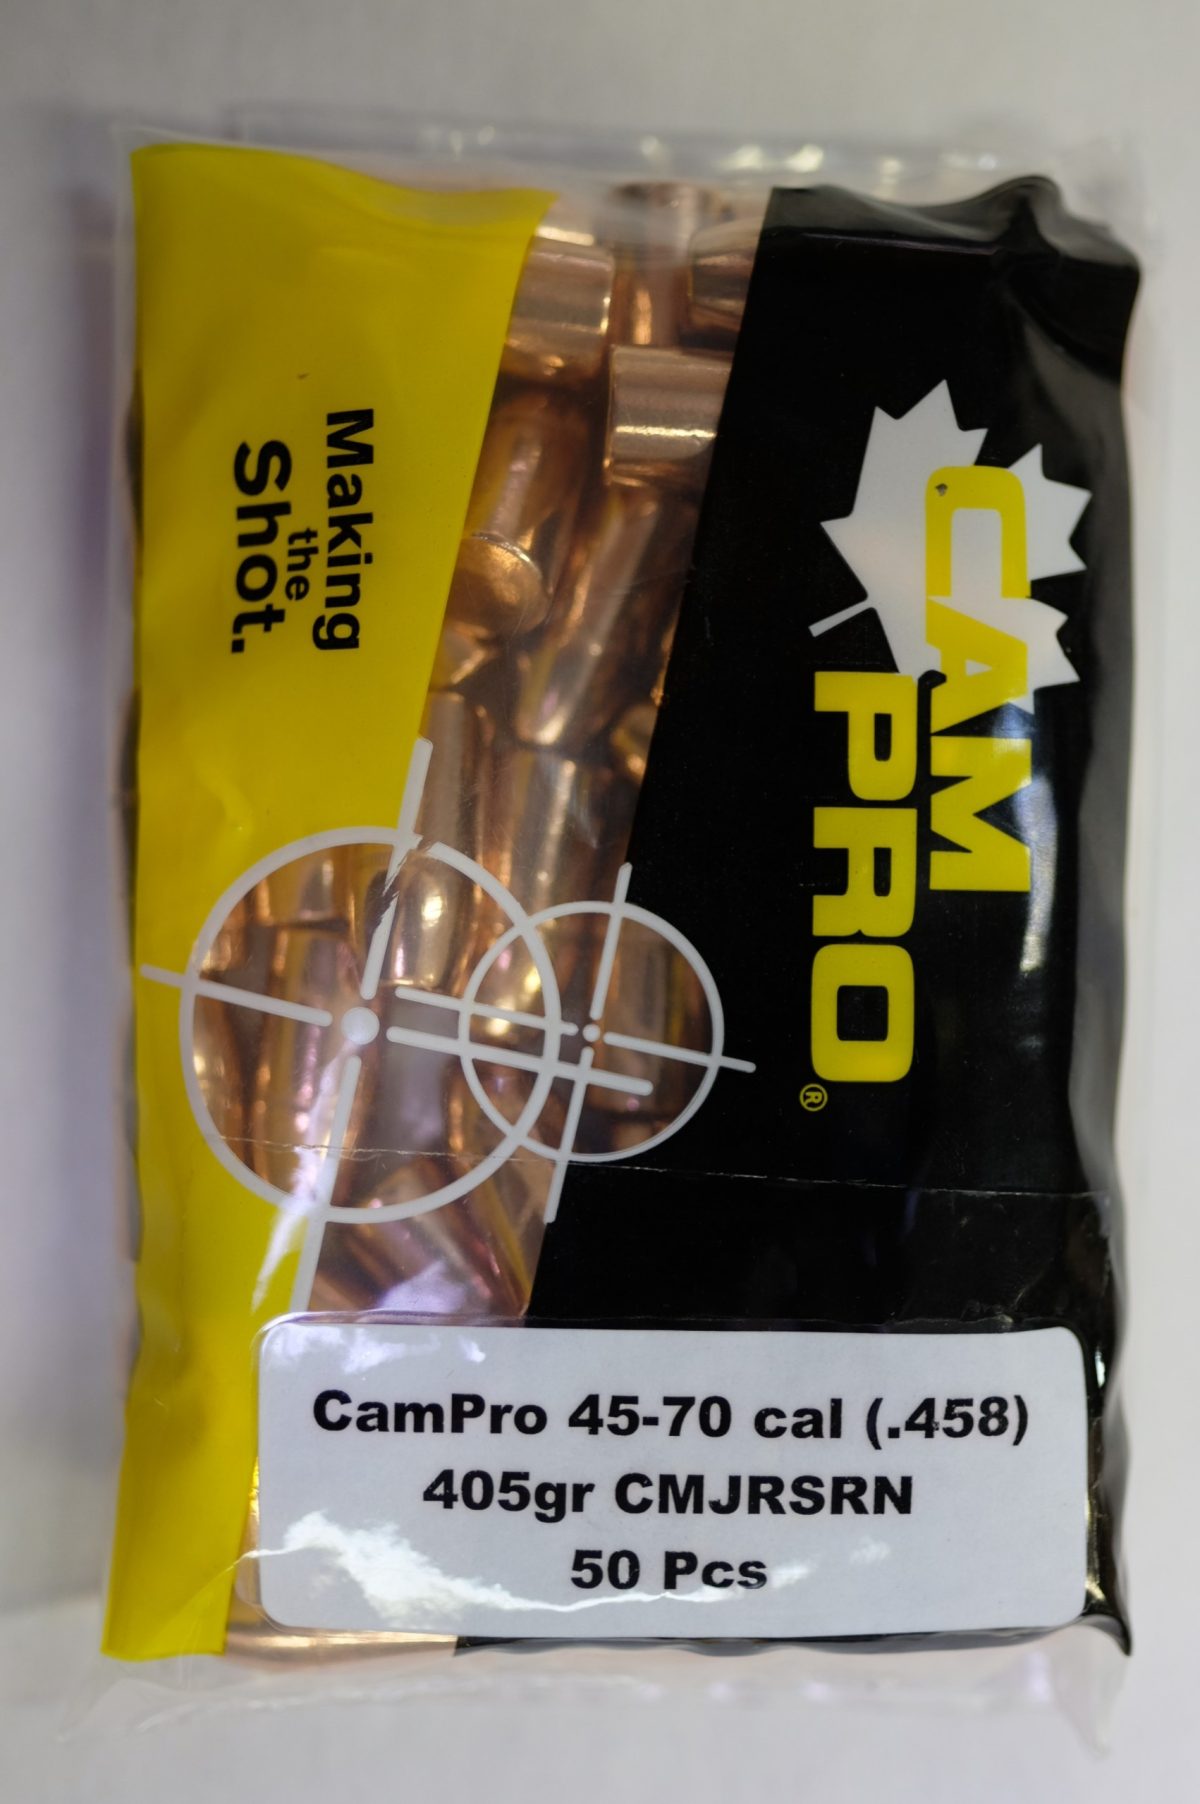 Making
the
Shot.
CAM
PRO®
CamPro 45-70 cal (.458)
405gr CMJRSRN
50 Pcs